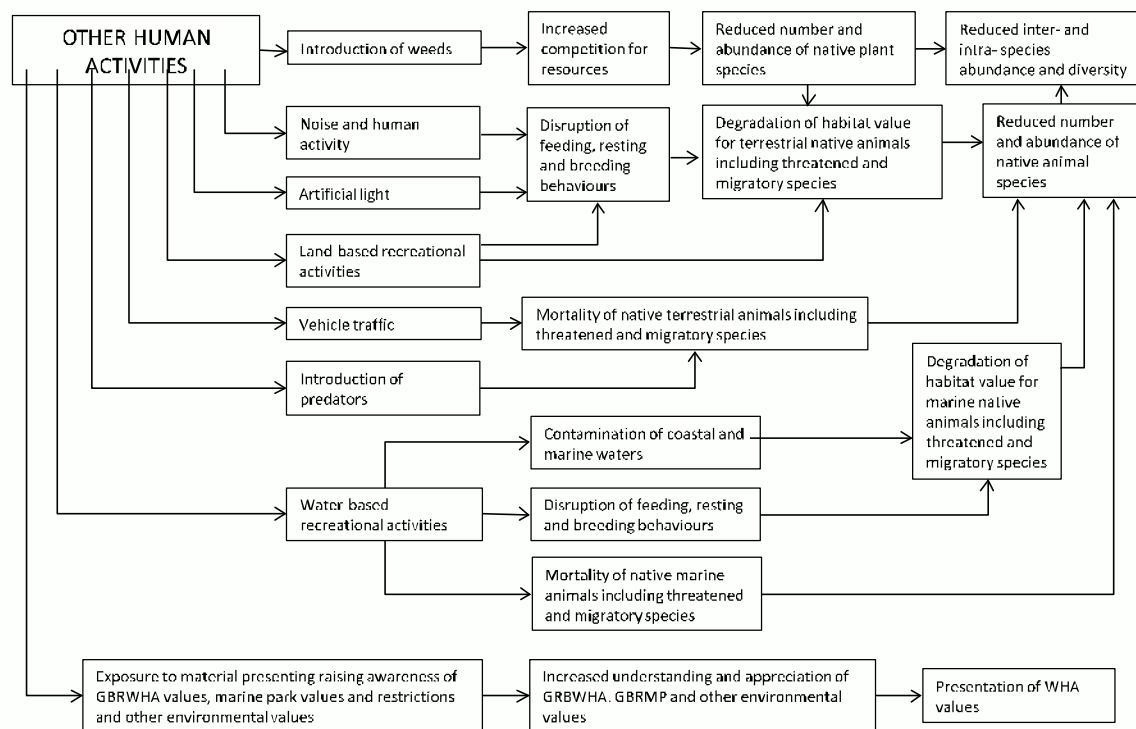 OTHER HUMAN
ACTIVITIES
Introduction of weeds
Increased
competition for
resources
Reduced number and
abundance of native plant
species
Reduced inter- and
intra- species
abundance and diversity
Noise and human
activity
Disruption of
feeding, resting
and breeding
behaviours
Degradation of habitat value
for terrestrial native animals
including threatened and
migratory species
Reduced number
and abundance of
native animal
species
Artificial light
Land based recreational
activities
Vehicle traffic
Mortality of native terrestrial animals including
threatened and migratory species
Introduction of
predators
Degradation of
habitat value for
marine native
animals including
threatened and
migratory species
Contamination of coastal and
marine waters
Water based
recreational activities
Disruption of feeding, resting
and breeding behaviours
Mortality of native marine
animals including threatened
and migratory species
Exposure to material presenting raising awareness of
GBRWHA values, marine park values and restrictions
and other environmental values
Increased understanding and appreciation of
GRBWHA. GBRMP and other environmental
values
Presentation of WHA
values